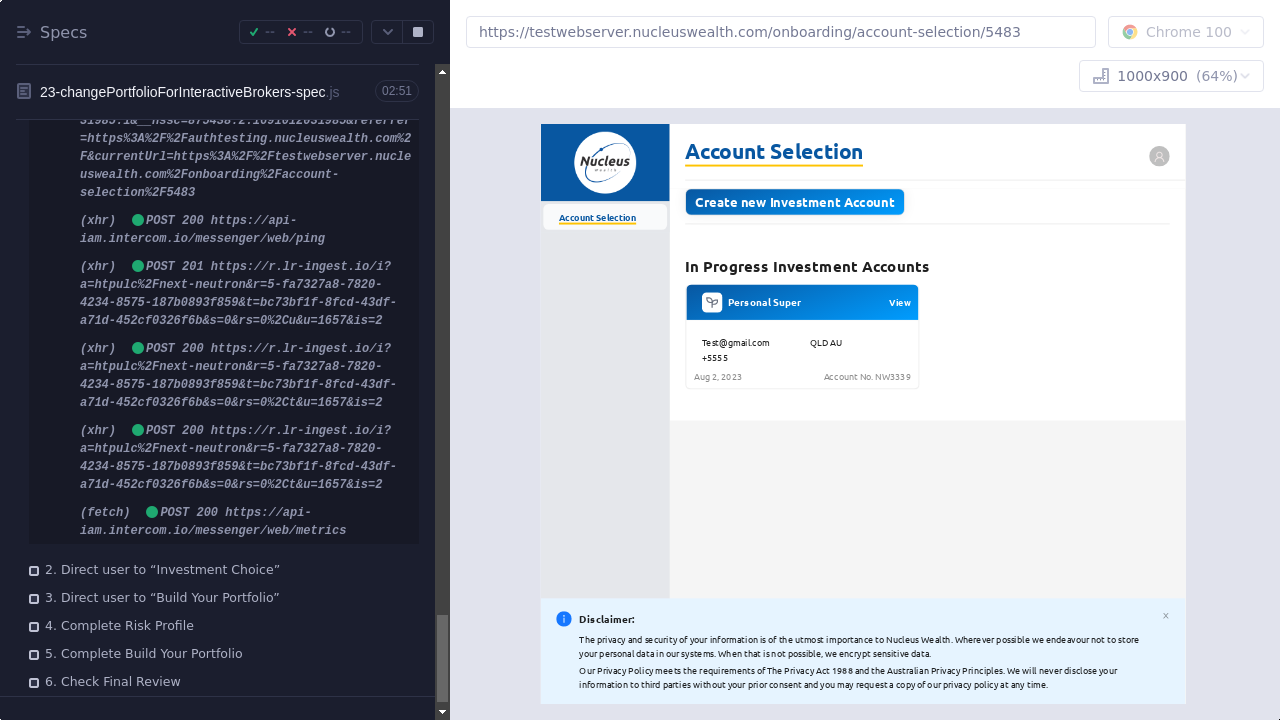 Specs
--
--
--
23-changePortfolioForInteractiveBrokers-spec.js
02:51
31985.1&__hssc=875438.2.1691012031985&referrer
=https%3A%2F%2Fauthtesting.nucleuswealth.com%2
F&currentUrl=https%3A%2F%2Ftestwebserver.nucle
uswealth.com%2Fonboarding%2Faccount-
selection%2F5483
(xhr) POST 200 https://api-
iam.intercom.io/messenger/web/ping
(xhr) POST 201 https://r.lr-ingest.io/i?
a=htpulc%2Fnext-neutron&r=5-fa7327a8-7820-
4234-8575-187b0893f859&t=bc73bf1f-8fcd-43df-
a71d-452cf0326f6b&s=0&rs=0%2Cu&u=1657&is=2
(xhr) POST 200 https://r.lr-ingest.io/i?
a=htpulc%2Fnext-neutron&r=5-fa7327a8-7820-
4234-8575-187b0893f859&t=bc73bf1f-8fcd-43df-
a71d-452cf0326f6b&s=0&rs=0%2Ct&u=1657&is=2
(xhr) POST 200 https://r.lr-ingest.io/i?
a=htpulc%2Fnext-neutron&r=5-fa7327a8-7820-
4234-8575-187b0893f859&t=bc73bf1f-8fcd-43df-
a71d-452cf0326f6b&s=0&rs=0%2Ct&u=1657&is=2
(fetch) POST 200 https://api-
iam.intercom.io/messenger/web/metrics
2. Direct user to “Investment Choice”
3. Direct user to “Build Your Portfolio”
4. Complete Risk Profile
5. Complete Build Your Portfolio
6. Check Final Review
https://testwebserver.nucleuswealth.com/onboarding/account-selection/5483
Chrome 100
1000x900 (64%)
Nucleus
Wealth
Account Selection
Account Selection
Create new Investment Account
In Progress Investment Accounts
Personal Super
View
Test@gmail.com
QLD AU
+5555
Aug 2, 2023
Account No. NW3339
Disclaimer:
×
The privacy and security of your information is of the utmost importance to Nucleus Wealth. Wherever possible we endeavour not to store
your personal data in our systems. When that is not possible, we encrypt sensitive data.
Our Privacy Policy meets the requirements of The Privacy Act 1988 and the Australian Privacy Principles. We will never disclose your
information to third parties without your prior consent and you may request a copy of our privacy policy at any time.